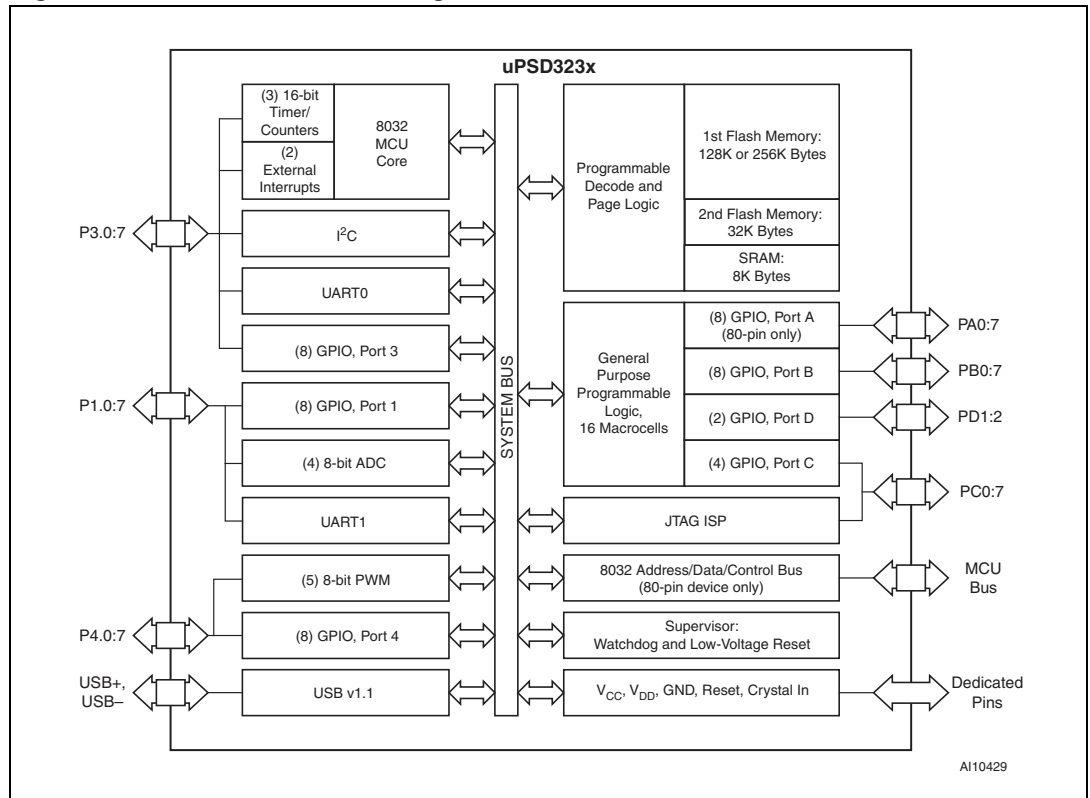 uPSD323x
(3) 16-bit
Timer/
Counters
(2)
External
Interrupts
8032
MCU
Core
I²C
UART0
(8) GPIO, Port 3
(8) GPIO, Port 1
(4) 8-bit ADC
UART1
(5) 8-bit PWM
(8) GPIO, Port 4
USB v1.1
P3.0:7
P1.0:7
P4.0:7
USB+,
USB–
SYSTEM BUS
Programmable
Decode and
Page Logic
1st Flash Memory:
128K or 256K Bytes
2nd Flash Memory:
32K Bytes
SRAM:
8K Bytes
General
Purpose
Programmable
Logic,
16 Macrocells
(8) GPIO, Port A
(80-pin only)
(8) GPIO, Port B
(2) GPIO, Port D
(4) GPIO, Port C
JTAG ISP
8032 Address/Data/Control Bus
(80-pin device only)
Supervisor:
Watchdog and Low-Voltage Reset
VCC, VDD, GND, Reset, Crystal In
PA0:7
PB0:7
PD1:2
PC0:7
MCU
Bus
Dedicated
Pins
AI10429